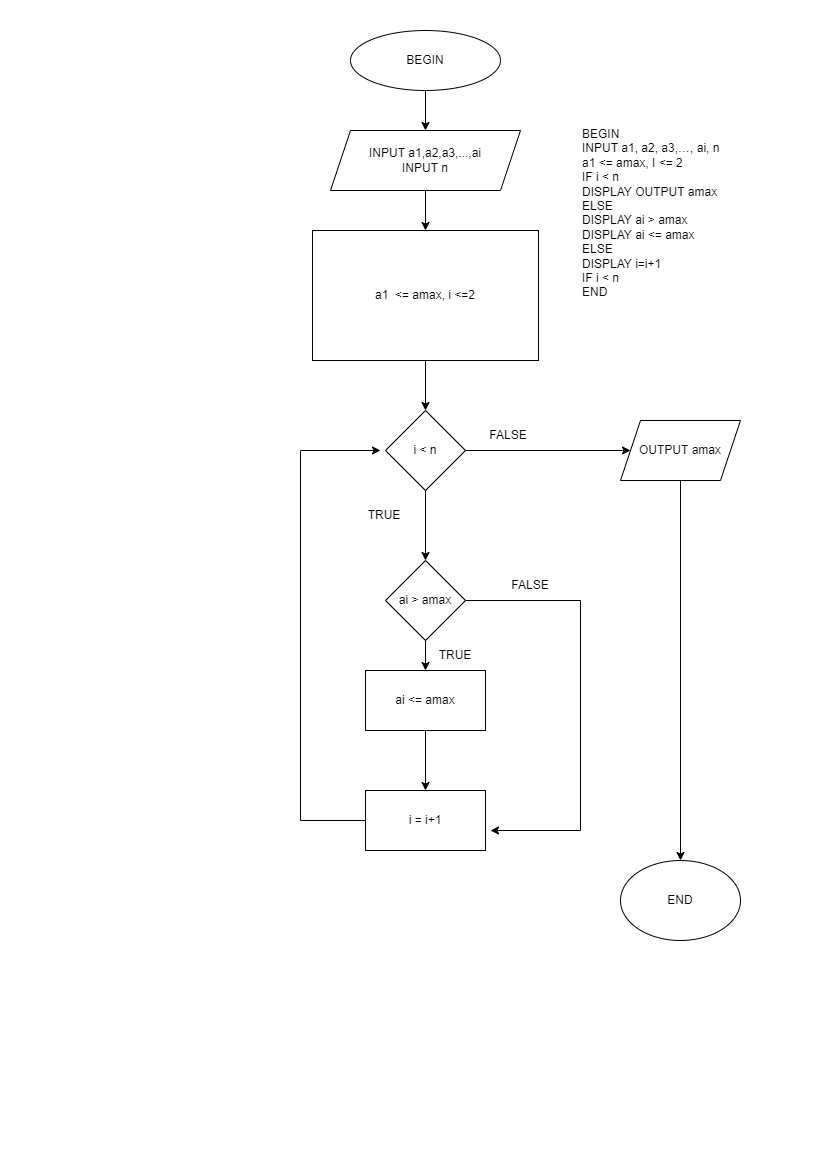 BEGIN
INPUT a1,a2,a3,...,ai
INPUT n
BEGIN
INPUT a1, a2, a3,..., ai, n
a1 <= amax, I <= 2
IF i < n
DISPLAY OUTPUT amax
ELSE
DISPLAY ai > amax
DISPLAY ai <= amax
ELSE
DISPLAY i=i+1
IF i < n
END
a1  <= amax, i <=2
i < n
FALSE
OUTPUT amax
TRUE
ai > amax
FALSE
TRUE
ai <= amax
i = i+1
END